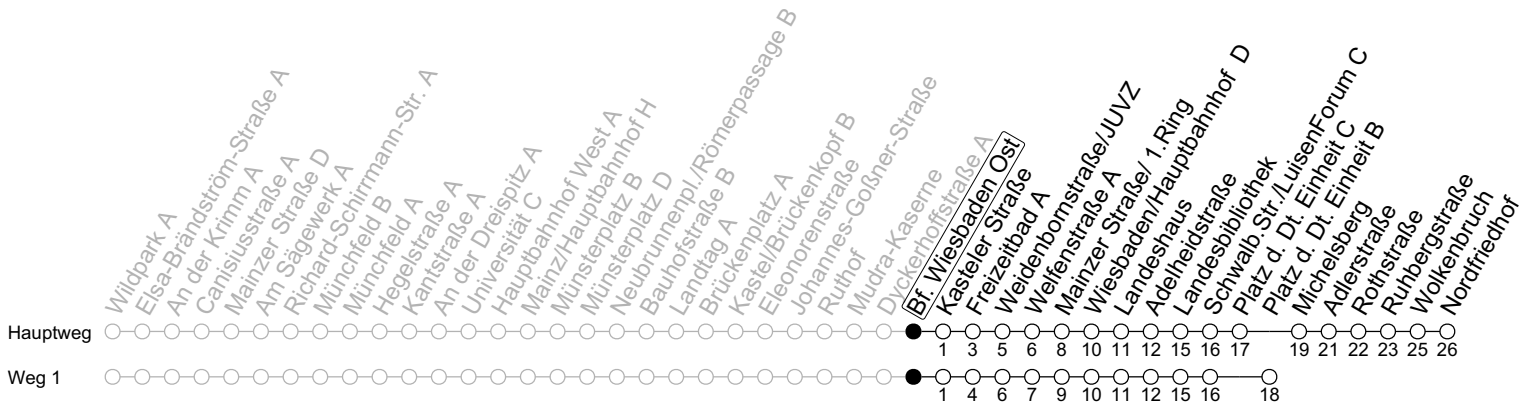 Wildpark A
Elsa-Brändström-Straße A
An der Krimm A
Canisiusstraße A
Mainzer Straße D
Am Sägewerk A
Richard-Schirrmann-Str. A
Münchfeld B
Münchfeld A
Hegelstraße A
Kantstraße A
An der Dreispitz A
Universität C
Hauptbahnhof West A
Mainz/Hauptbahnhof H
Münsterplatz B
Münsterplatz D
Neubrunnenpl./Römerpassage B
Bauhofstraße B
Landtag A
Brückenplatz A
Kastel/Brückenkopf B
Eleonorenstraße
Johannes-Goßner-Straße
Ruthof
Mudra-Kaserne
Dyckerhoffstraße A
Bf. Wiesbaden Ost
Kasteler Straße
Freizeitbad A
Weidenbornstraße/JUVZ
Welfenstraße A
Mainzer Straße/ 1.Ring
Wiesbaden/Hauptbahnhof D
Landeshaus
Adelheidstraße
Landesbibliothek
Schwalb.Str./LuisenForum C
Platz d. Dt. Einheit C
Platz d. Dt. Einheit B
Michelsberg
Adlerstraße
Rothstraße
Ruhbergstraße
Wolkenbruch
Nordfriedhof
Hauptweg
1 3 5 6 8 10 11 12 15 16 17 19 21 22 23 25 26
Weg 1
1 4 6 7 9 10 11 12 15 16 18